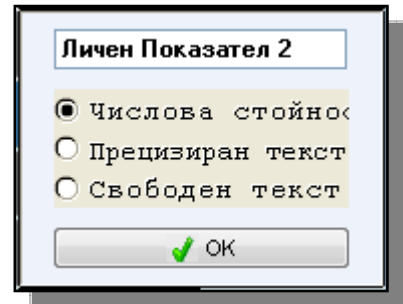 Личен Показател 2
Числова стойнос
Прецизиран текст
Свободен текст
OK